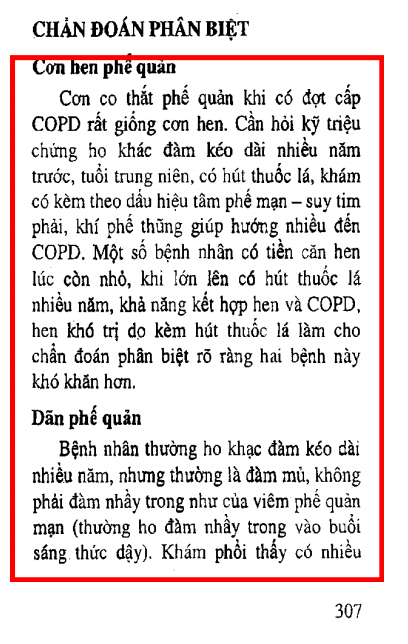 CHẨN ĐOÁN PHÂN BIỆT
Cơn hen phế quản
Cơn co thắt phế quản khi có đợt cấp
COPD rất giống cơn hen. Cần hỏi kỹ triệu
chứng ho khác đàm kéo dài nhiều năm
trước, tuổi trung niên, có hút thuốc lá, khám
có kèm theo dấu hiệu tâm phế mạn – suy tim
phải, khí phế thũng giúp hướng nhiều đến
COPD. Một số bệnh nhân có tiền căn hen
lúc còn nhỏ, khi lớn lên có hút thuốc lá
nhiều năm, khả năng kết hợp hen và COPD,
hen khó trị do kèm hút thuốc lá làm cho
chẩn đoán phân biệt rõ ràng hai bệnh này
khó khăn hơn.
Dãn phế quản
Bệnh nhân thường ho khạc đàm kéo dài
nhiều năm, nhưng thường là đàm mủ, không
phải đàm nhầy trong như của viêm phế quản
mạn (thường ho đàm nhầy trong vào buổi
sáng thức dậy). Khám phổi thấy có nhiều
307